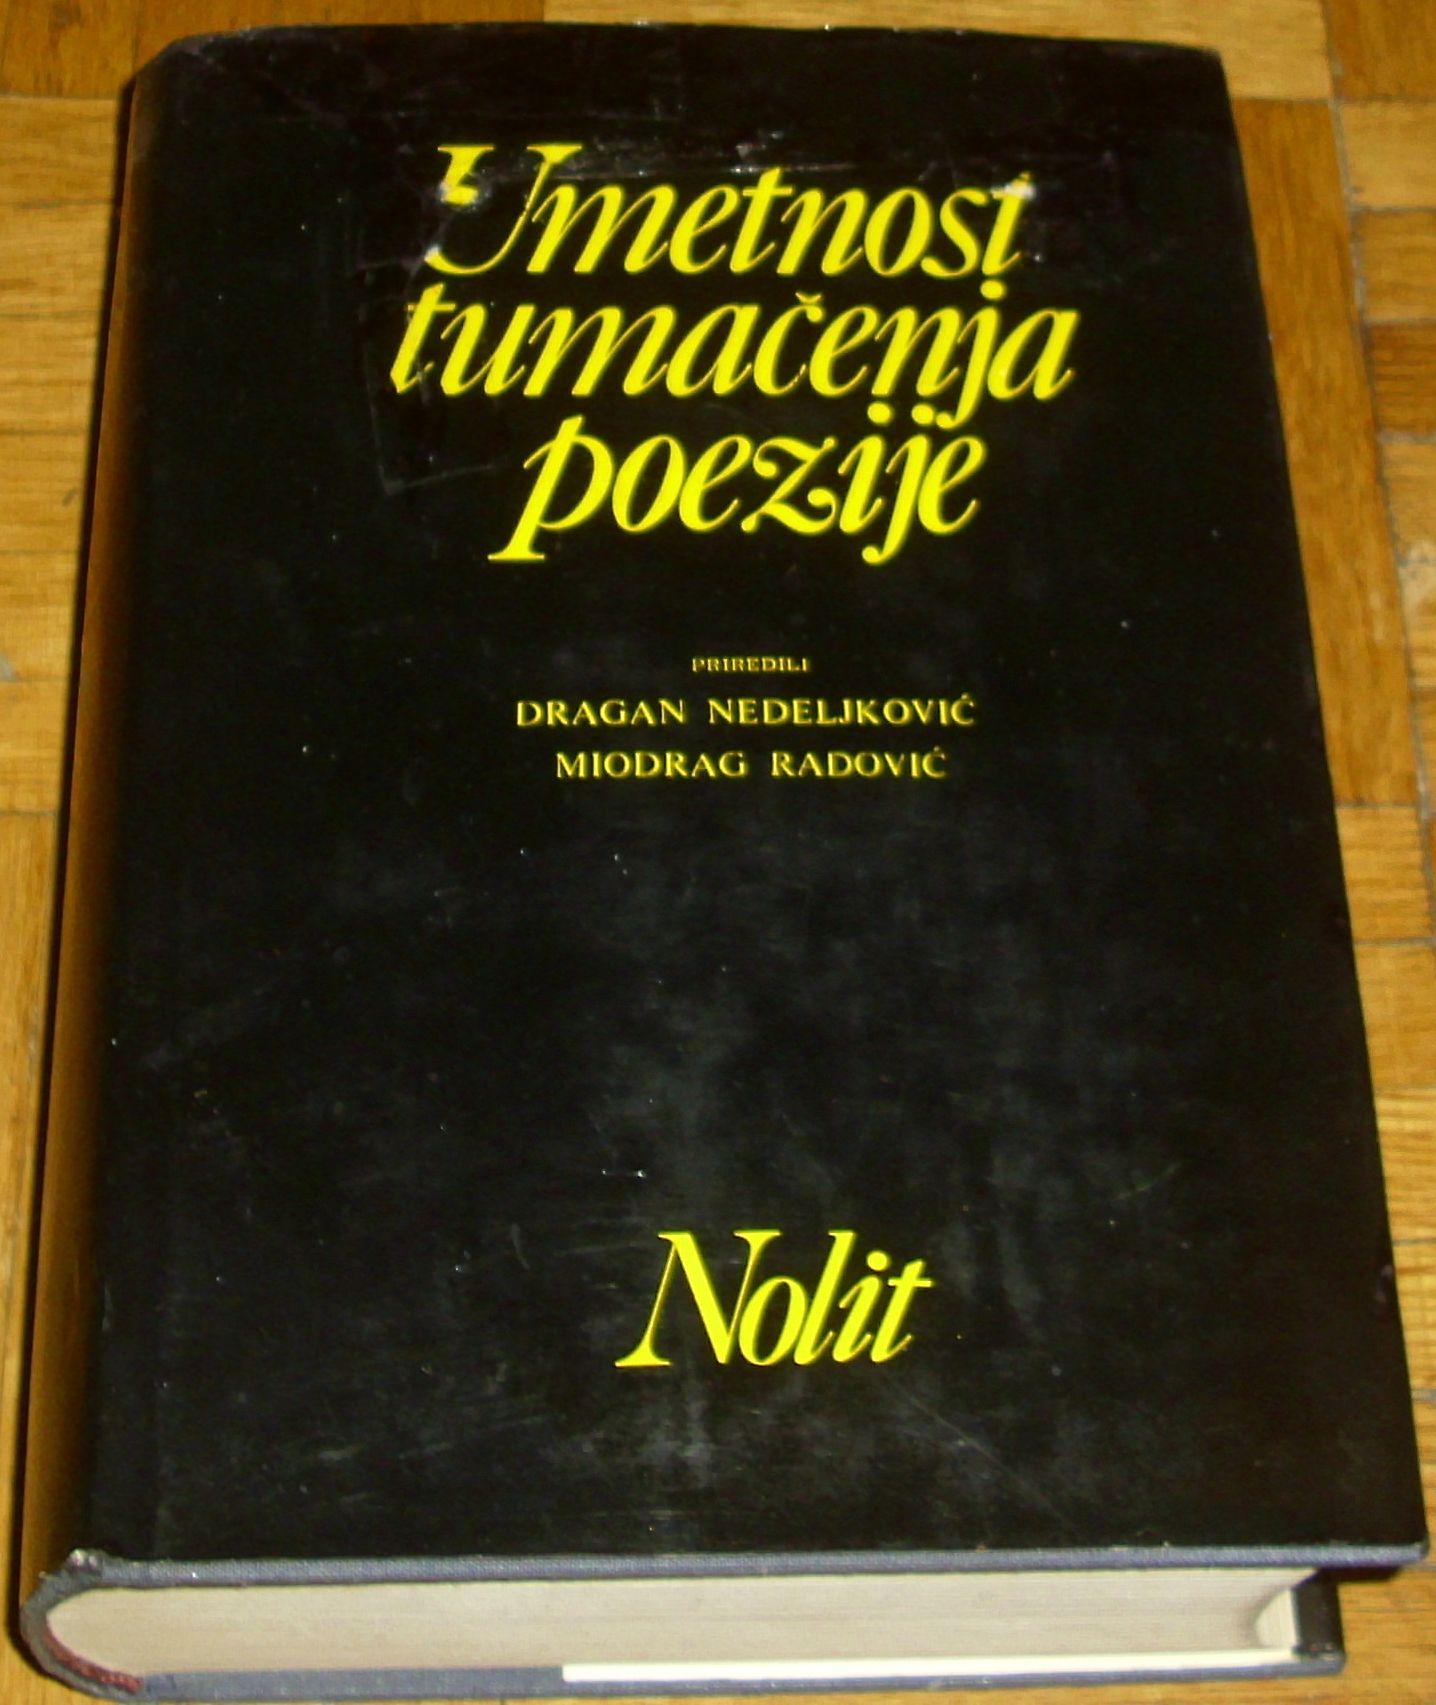 Umetnost
tumačenja
poezije
PRIREDILI
DRAGAN NEDELJKOVIĆ
MIODRAG RADOVIĆ
Nolit